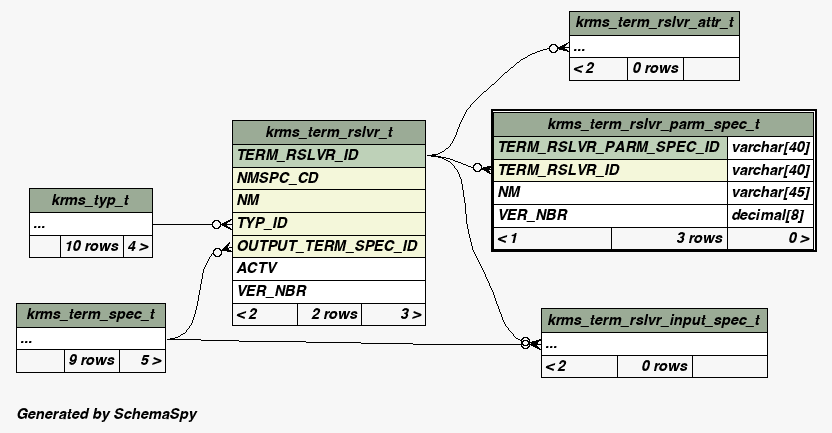 krms_term_rslvr_attr_t
...
< 2 0 rows
krms_term_rslvr_parm_spec_t
TERM_RSLVR_PARM_SPEC_ID varchar[40]
TERM_RSLVR_ID varchar[40]
NM varchar[45]
VER_NBR decimal[8]
< 1 3 rows 0 >
krms_term_rslvr_t
TERM_RSLVR_ID
NMSPC_CD
NM
TYP_ID
OUTPUT_TERM_SPEC_ID
ACTV
VER_NBR
< 2 2 rows 3 >
krms_typ_t
...
10 rows 4 >
krms_term_spec_t
...
9 rows 5 >
krms_term_rslvr_input_spec_t
...
< 2 0 rows
Generated by SchemaSpy